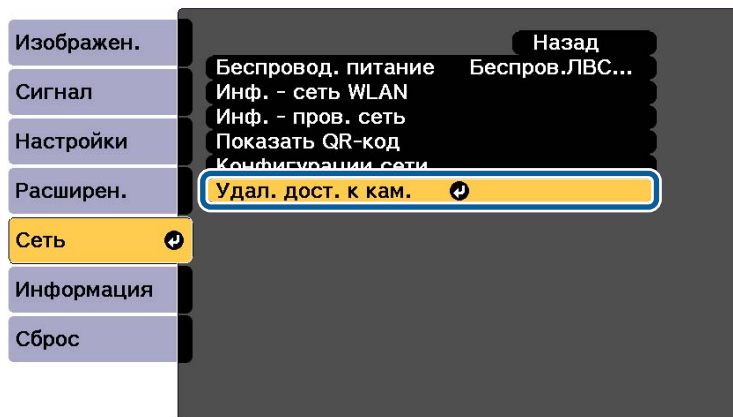 Изображен.
Сигнал
Настройки
Расширен.
Сеть
Информация
Сброс
Назад
Беспровод. питание Беспров.ЛВС...
Инф. - сеть WLAN
Инф. - пров. сеть
Показать QR-код
Конфигурации сети
Удал. дост. к кам.